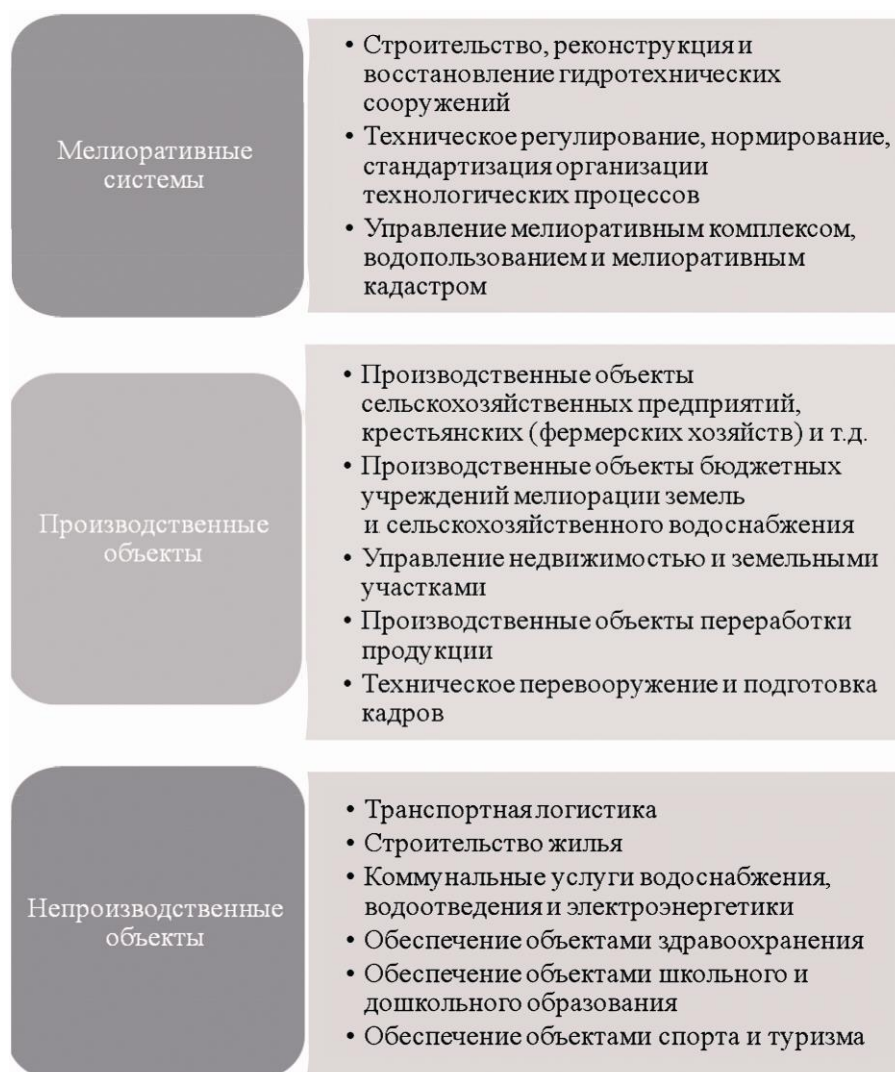 Мелиоративные
системы
• Строительство, реконструкция и
восстановление гидротехнических
сооружений
• Техническое регулирование, нормирование,
стандартизация организации
технологических процессов
• Управление мелиоративным комплексом,
водопользованием и мелиоративным
кадастром
Производственные
объекты
• Производственные объекты
сельскохозяйственных предприятий,
крестьянских (фермерских хозяйств) и т.д.
• Производственные объекты бюджетных
учреждений мелиорации земель
и сельскохозяйственного водоснабжения
• Управление недвижимостью и земельными
участками
• Производственные объекты переработки
продукции
• Техническое перевооружение и подготовка
кадров
Непроизводственные
объекты
• Транспортная логистика
• Строительство жилья
• Коммунальные услуги водоснабжения,
водоотведения и электроэнергетики
• Обеспечение объектами здравоохранения
• Обеспечение объектами школьного и
дошкольного образования
• Обеспечение объектами спорта и туризма